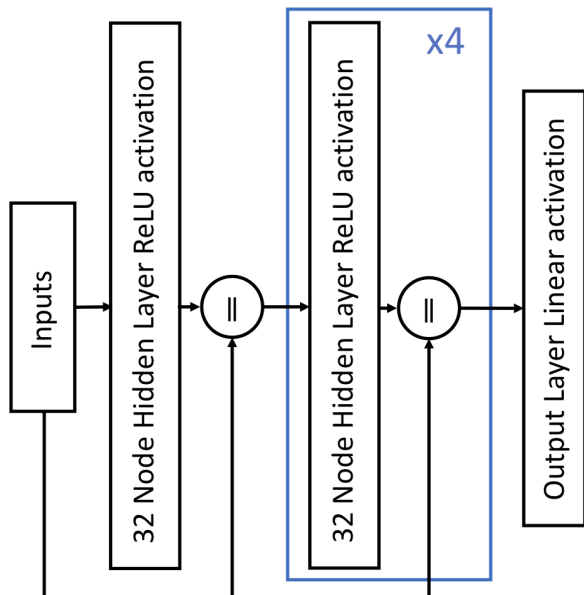 Inputs
32 Node Hidden Layer ReLU activation
||
x4
32 Node Hidden Layer ReLU activation
||
Output Layer Linear activation